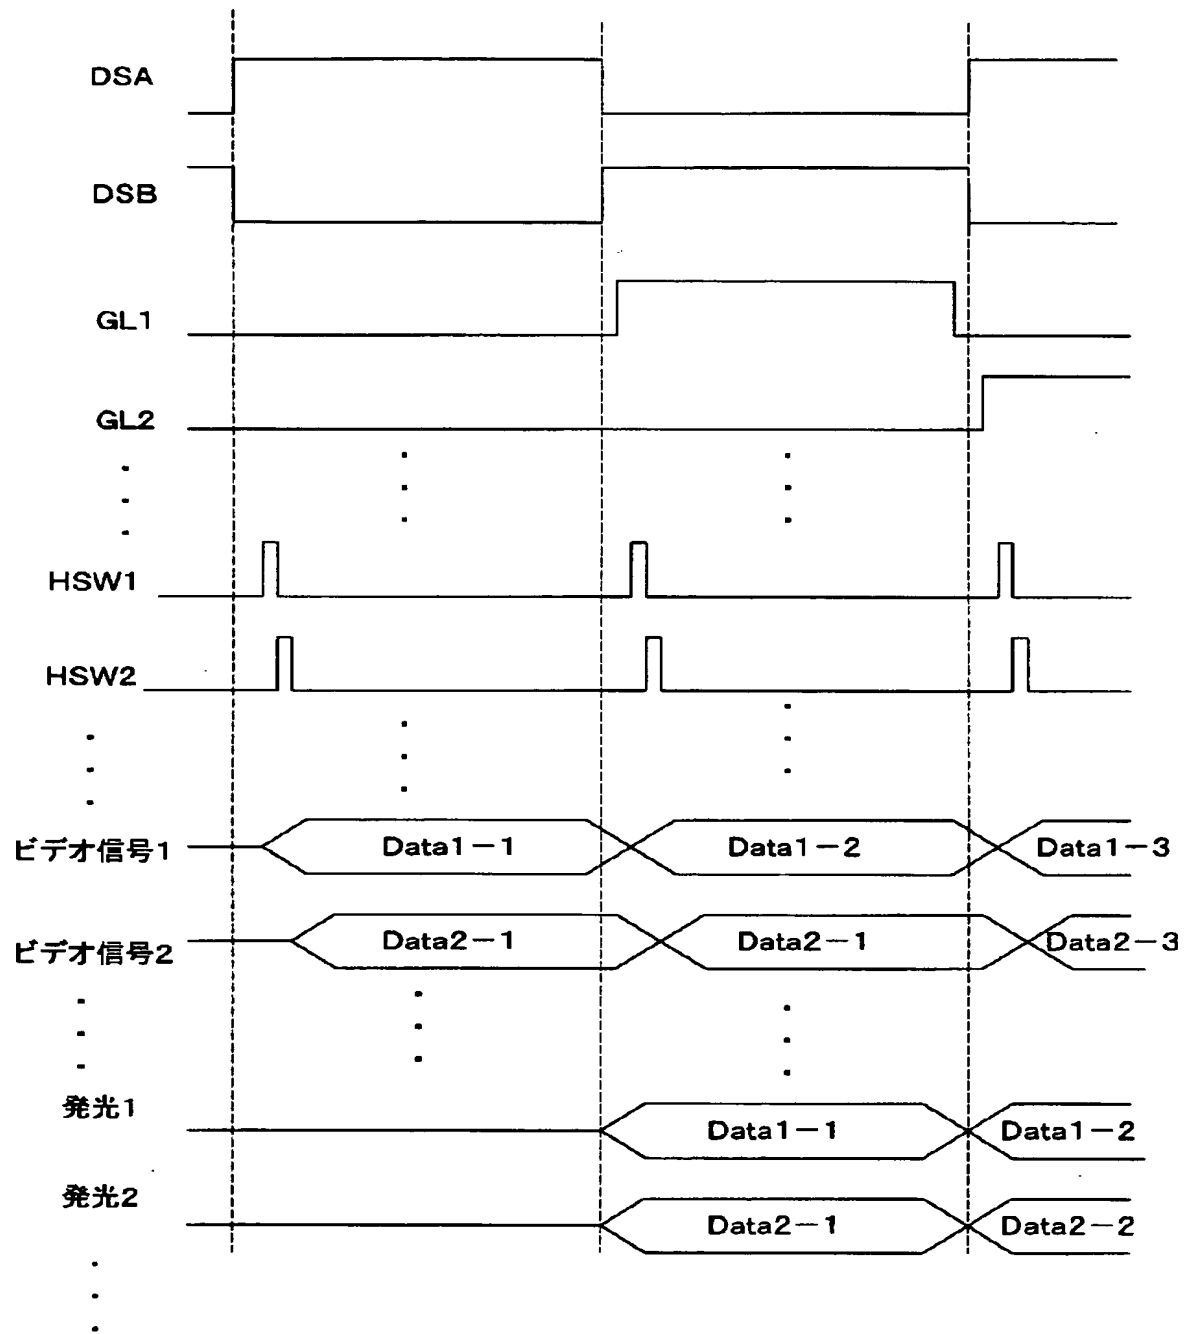 DSA
DSB
GL1
GL2
HSW1
HSW2
ビデオ信号1 Data1-1 Data1-2 Data1-3
ビデオ信号2 Data2-1 Data2-1 Data2-3
発光1 Data1-1 Data1-2
発光2 Data2-1 Data2-2